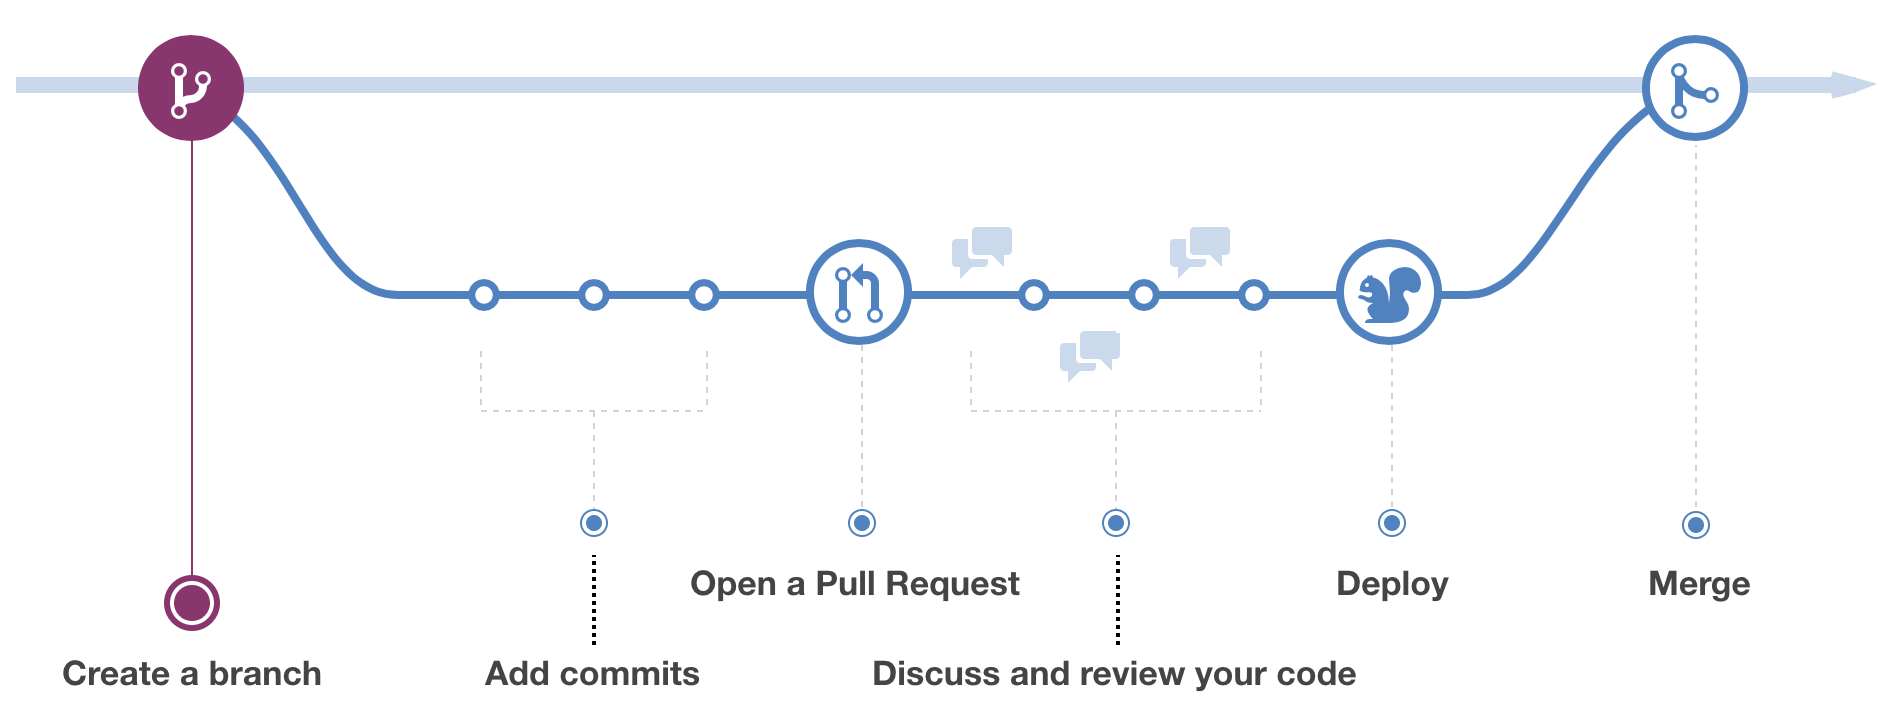 Open a Pull Request
Deploy
Merge
Create a branch
Add commits
Discuss and review your code